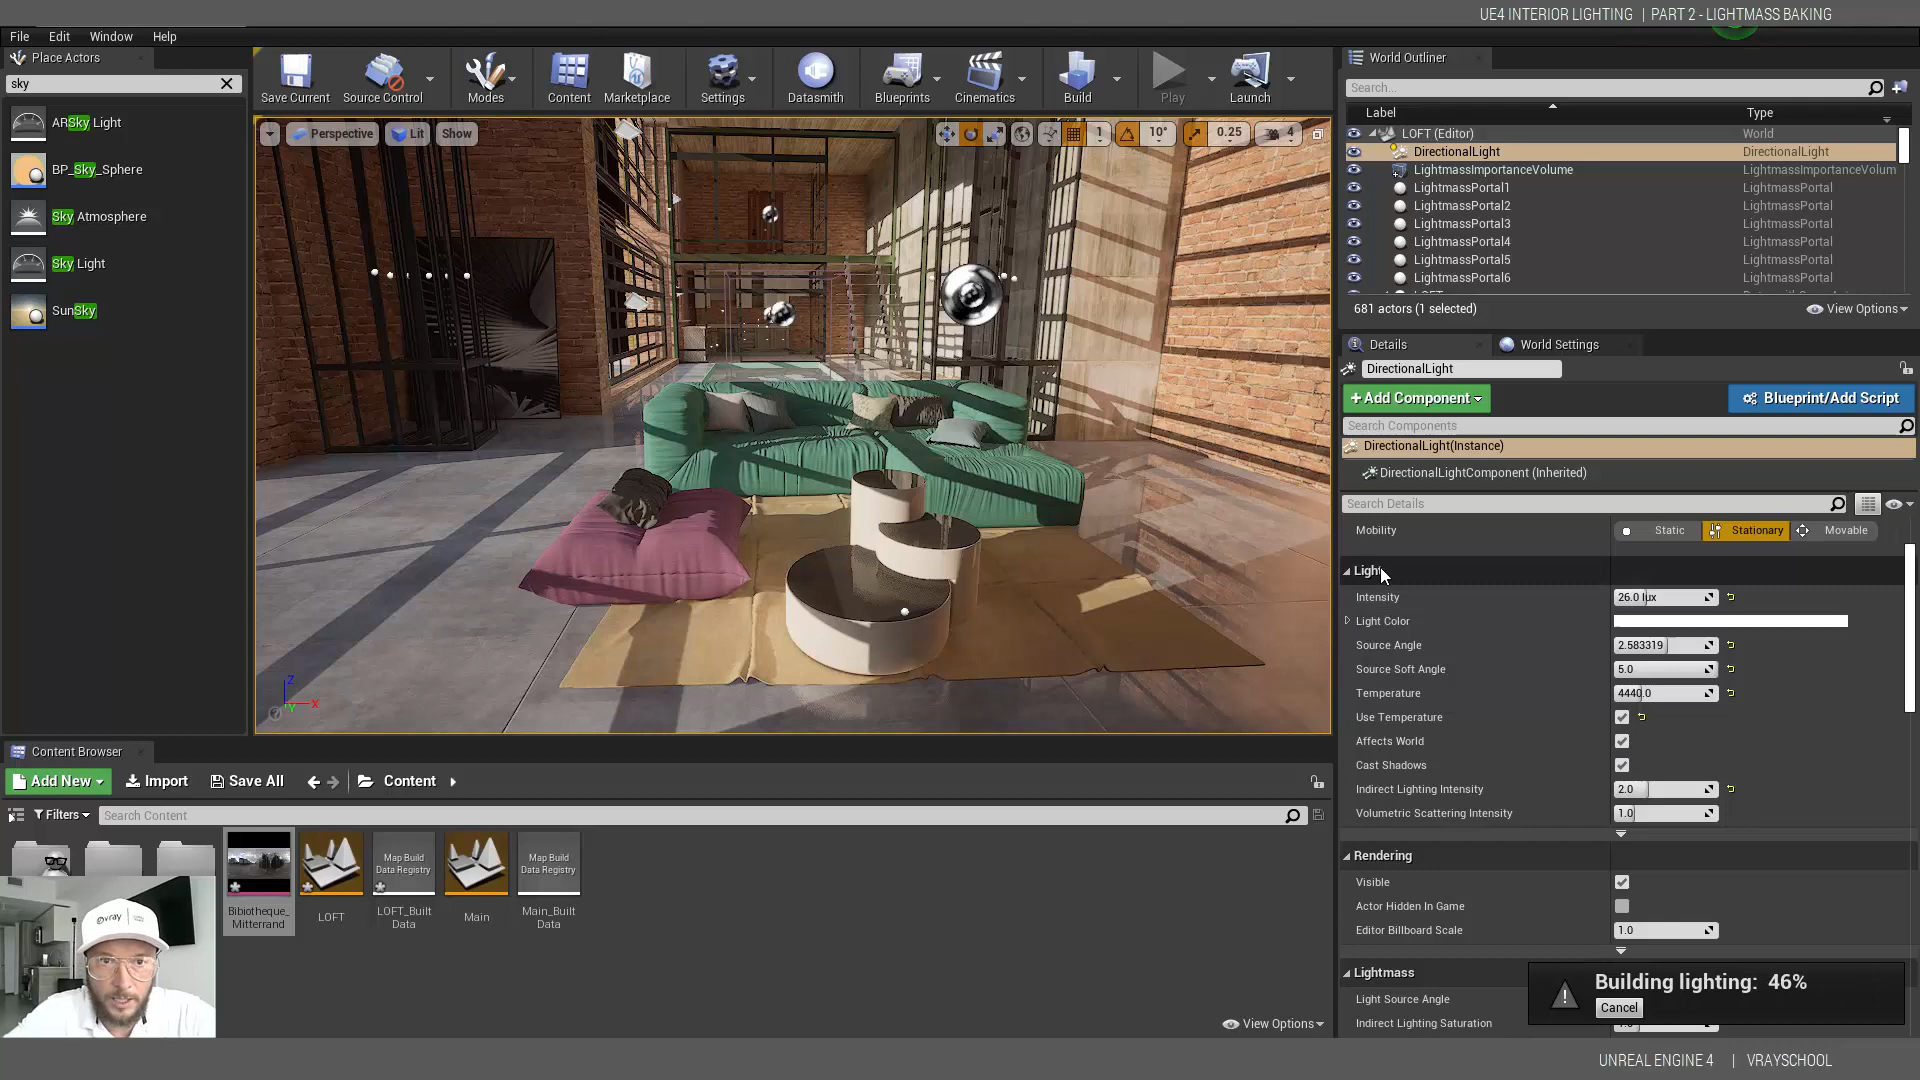 UE4 INTERIOR LIGHTING | PART 2 - LIGHTMASS BAKING
File Edit Window Help
Place Actors
sky
ARSky Light
BP_Sky_Sphere
Sky Atmosphere
Sky Light
SunSky
Save Current Source Control Modes Content Marketplace Settings Datasmith Blueprints Cinematics Build Play Launch
Perspective Lit Show
1 10° 0.25 4
Z
X
Y
World Outliner
Search...
Label Type
LOFT (Editor) World
DirectionalLight DirectionalLight
LightmassImportanceVolume LightmassImportanceVolum
LightmassPortal1 LightmassPortal
LightmassPortal2 LightmassPortal
LightmassPortal3 LightmassPortal
LightmassPortal4 LightmassPortal
LightmassPortal5 LightmassPortal
LightmassPortal6 LightmassPortal
681 actors (1 selected) View Options
Details World Settings
DirectionalLight
+Add Component Blueprint/Add Script
Search Components
DirectionalLight(Instance)
DirectionalLightComponent (Inherited)
Search Details
Mobility Static Stationary Movable
Light
Intensity 26.0 lux
Light Color
Source Angle 2.583319
Source Soft Angle 5.0
Temperature 4440.0
Use Temperature
Affects World
Cast Shadows
Indirect Lighting Intensity 2.0
Volumetric Scattering Intensity 1.0
Rendering
Visible
Actor Hidden In Game
Editor Billboard Scale 1.0
Lightmass
Light Source Angle
Indirect Lighting Saturation
Building lighting: 46%
Cancel
Content Browser
Add New Import Save All Content
Filters Search Content
Map Build Data Registry
Map Build Data Registry
Bibiotheque_
Mitterrand
LOFT
LOFT_Built
Data
Main
Main_Built
Data
vray
View Options
UNREAL ENGINE 4 | VRAYSCHOOL